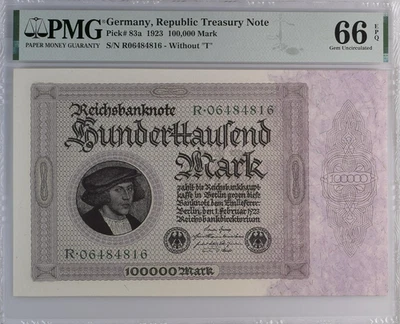 PMG
PAPER MONEY GUARANTY
Germany, Republic Treasury Note
Pick# 83a 1923 100,000 Mark
S/N R06484816 - Without "T"
66 EPQ
Gem Uncirculated
Reichsbanknote
R·06484816
Hunderttausend
Mark
zahlt die Reichsbankhaupt-
kasse in Berlin gegen diese
Banknote dem Einlieferer.
Berlin, den 1. Februar 1923
Reichsbankdirektorium
R·06484816
100000 Mark
100000